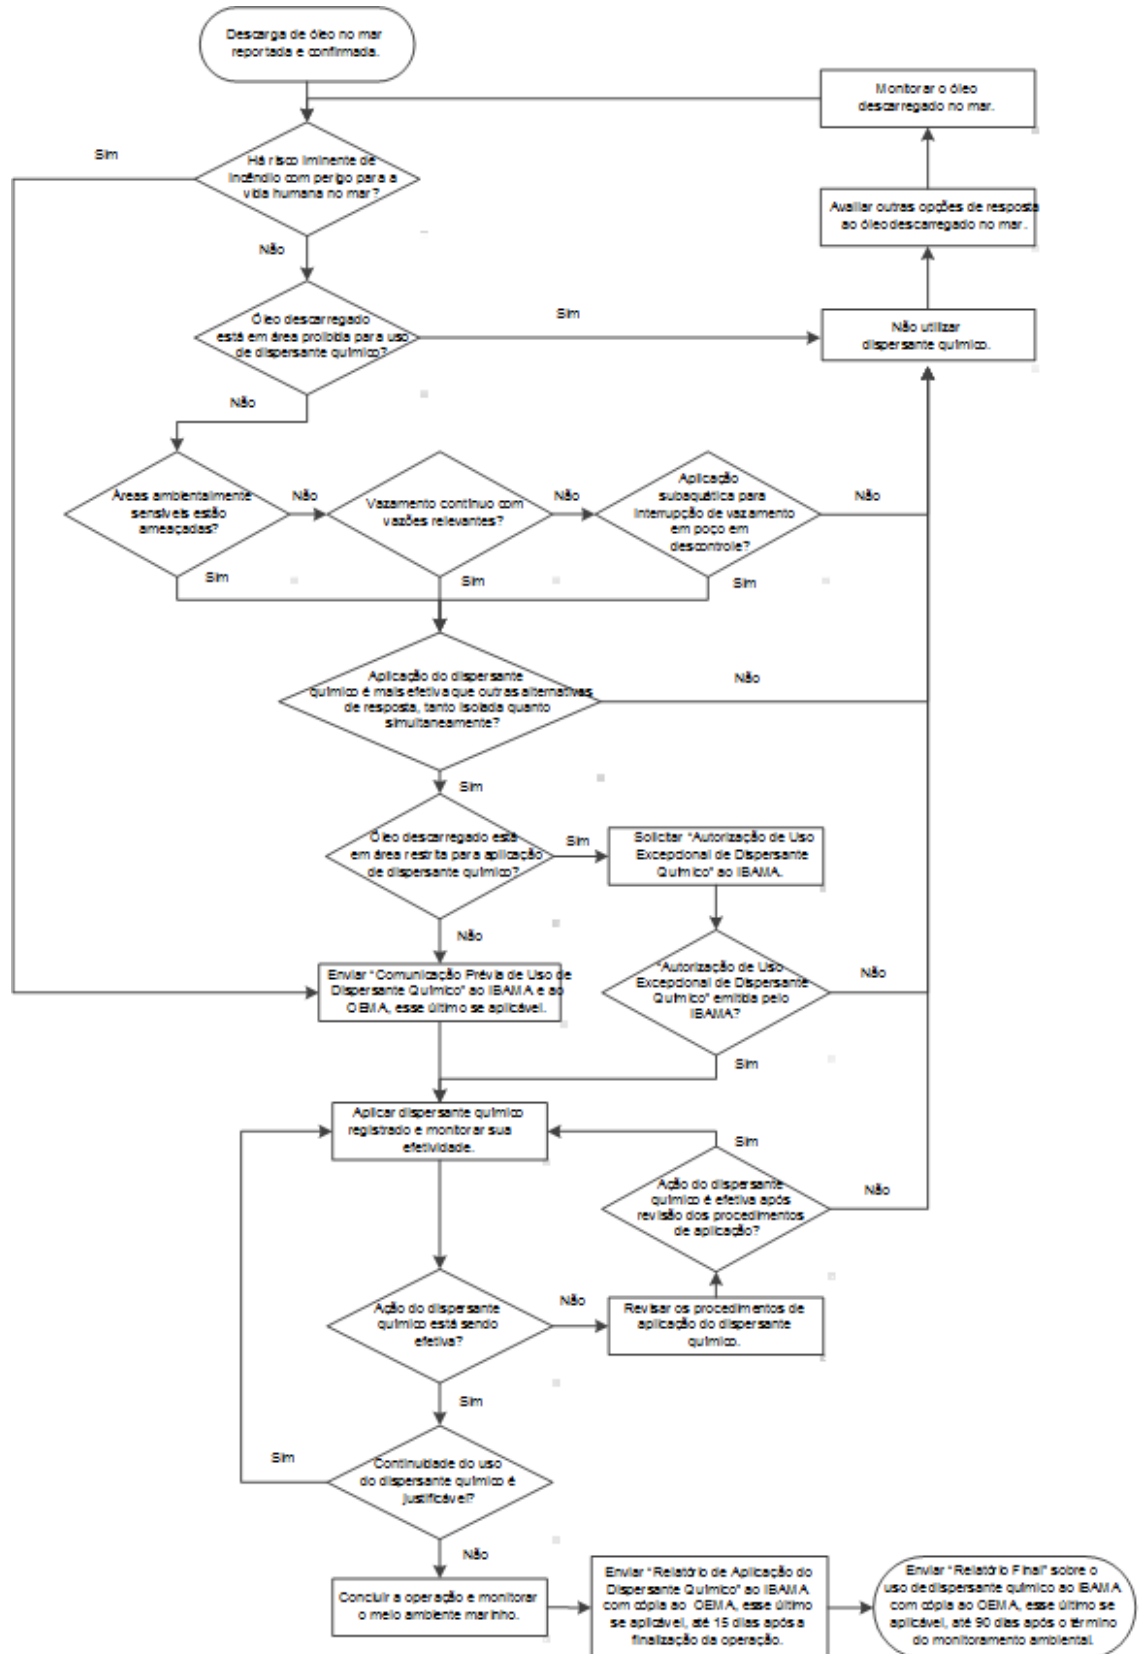 Descarga de óleo no mar
reportada e confirmada.
Monitorar o óleo
descarregado no mar.
Sim
Há risco iminente de
incêndio com perigo para a
vida humana no mar?
Avaliar outras opções de resposta
ao óleo descarregado no mar.
Não
Óleo descarregado
está em área proibida para uso
de dispersante químico?
Sim
Não utilizar
dispersante químico.
Não
Áreas ambientalmente
sensíveis estão
ameaçadas?
Não
Vazamento contínuo com
vazões relevantes?
Não
Aplicação
subaquática para
interrupção de vazamento
em poço em
descontrole?
Não
Sim
Sim
Sim
Aplicação do dispersante
químico é mais efetiva que outras alternativas
de resposta, tanto isolada quanto
simultaneamente?
Não
Sim
Óleo descarregado está
em área restrita para aplicação
de dispersante químico?
Sim
Solicitar "Autorização de Uso
Excepcional de Dispersante
Químico" ao IBAMA.
Não
Enviar "Comunicação Prévia de Uso de
Dispersante Químico" ao IBAMA e ao
OEMA, esse último se aplicável.
"Autorização de Uso
Excepcional de Dispersante
Químico" emitida pelo
IBAMA?
Não
Sim
Aplicar dispersante químico
registrado e monitorar sua
efetividade.
Sim
Ação do dispersante
químico é efetiva após
revisão dos procedimentos
de aplicação?
Não
Ação do dispersante
químico está sendo
efetiva?
Não
Revisar os procedimentos de
aplicação do dispersante
químico.
Sim
Sim
Continuidade do uso
do dispersante químico é
justificável?
Não
Concluir a operação e monitorar
o meio ambiente marinho.
Enviar "Relatório de Aplicação do
Dispersante Químico" ao IBAMA
com cópia ao OEMA, esse último
se aplicável, até 15 dias após a
finalização da operação.
Enviar "Relatório Final" sobre o
uso de dispersante químico ao IBAMA
com cópia ao OEMA, esse último se
aplicável, até 90 dias após o término
do monitoramento ambiental.